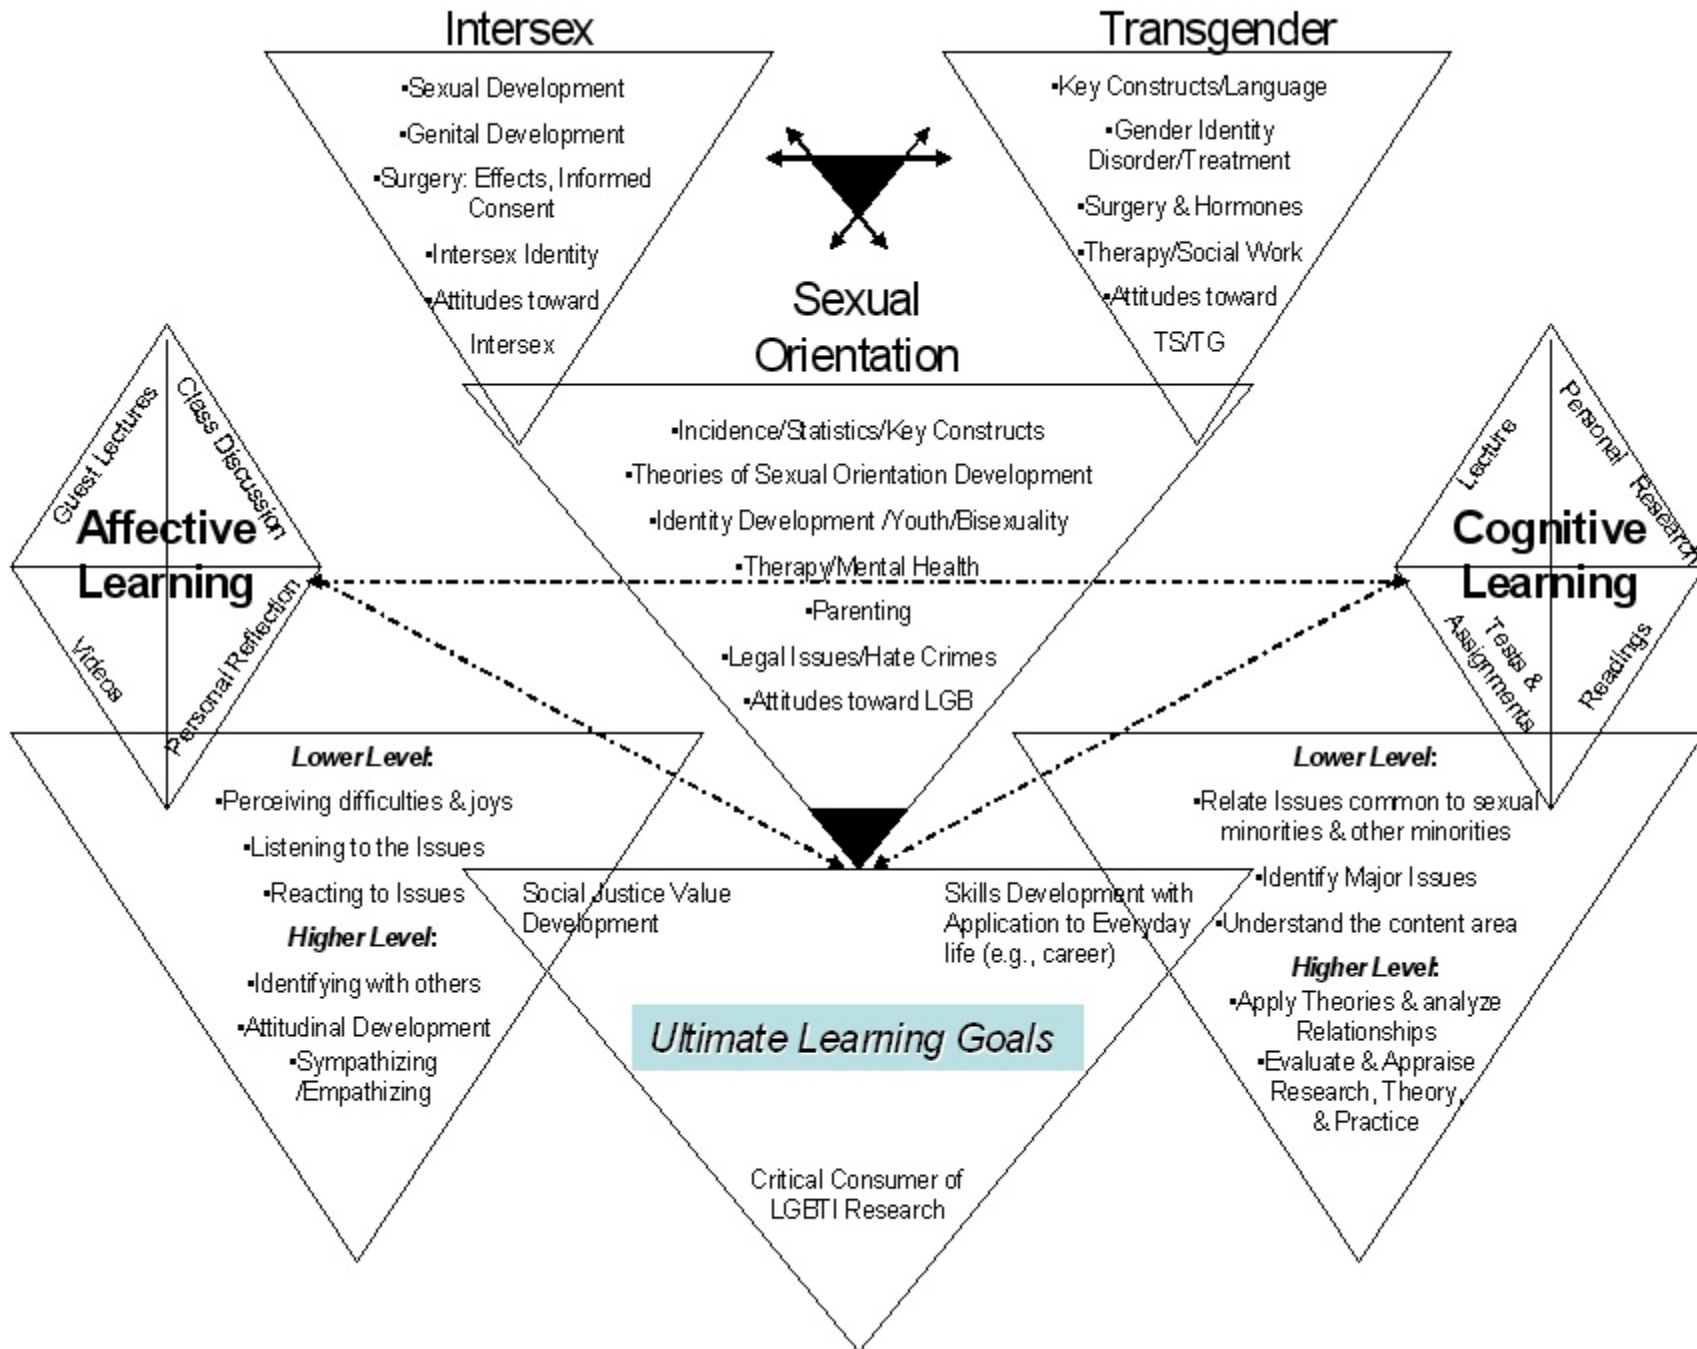 Intersex
▪Sexual Development
▪Genital Development
▪Surgery: Effects, Informed
Consent
▪Intersex Identity
▪Attitudes toward
Intersex
Transgender
▪Key Constructs/Language
▪Gender Identity
Disorder/Treatment
▪Surgery & Hormones
▪Therapy/Social Work
▪Attitudes toward
TS/TG
Sexual
Orientation
▪Incidence/Statistics/Key Constructs
▪Theories of Sexual Orientation Development
▪Identity Development /Youth/Bisexuality
▪Therapy/Mental Health
▪Parenting
▪Legal Issues/Hate Crimes
▪Attitudes toward LGB
Guest Lectures
Class Discussion
Affective
Learning
Videos
Personal Reflection
Lecture
Personal Research
Cognitive
Learning
Tests &
Assignments
Readings
Lower Level:
▪Perceiving difficulties & joys
▪Listening to the Issues
▪Reacting to Issues
Higher Level:
▪Identifying with others
▪Attitudinal Development
▪Sympathizing
/Empathizing
Social Justice Value
Development
Skills Development with
Application to Everyday
life (e.g., career)
Ultimate Learning Goals
Critical Consumer of
LGBTI Research
Lower Level:
▪Relate Issues common to sexual
minorities & other minorities
▪Identify Major Issues
▪Understand the content area
Higher Level:
▪Apply Theories & analyze
Relationships
▪Evaluate & Appraise
Research, Theory,
& Practice